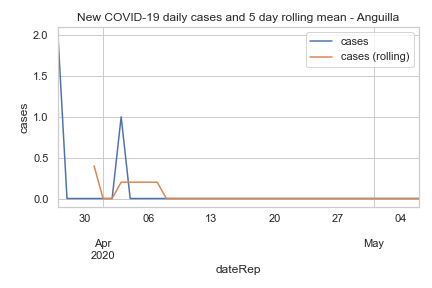 New COVID-19 daily cases and 5 day rolling mean - Anguilla
cases
cases (rolling)
cases
2.0
1.5
1.0
0.5
0.0
30
06
13
20
27
04
Apr
2020
May
dateRep